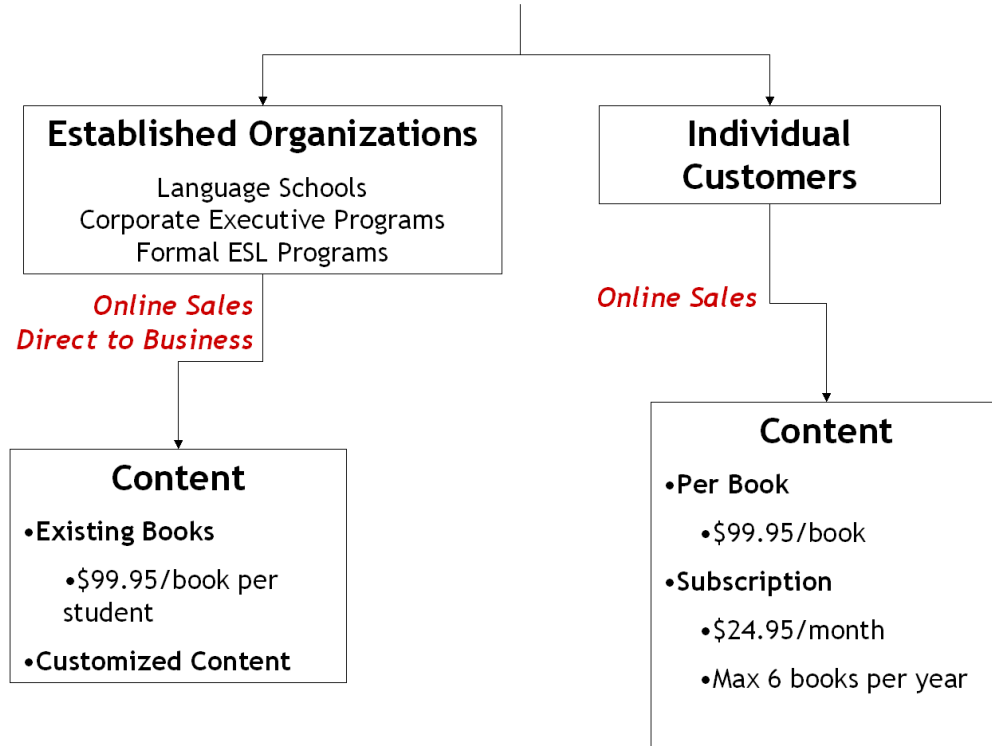 Established Organizations
Language Schools
Corporate Executive Programs
Formal ESL Programs
Individual
Customers
Online Sales
Direct to Business
Online Sales
Content
•Existing Books
•$99.95/book per
student
•Customized Content
Content
•Per Book
•$99.95/book
•Subscription
•$24.95/month
•Max 6 books per year